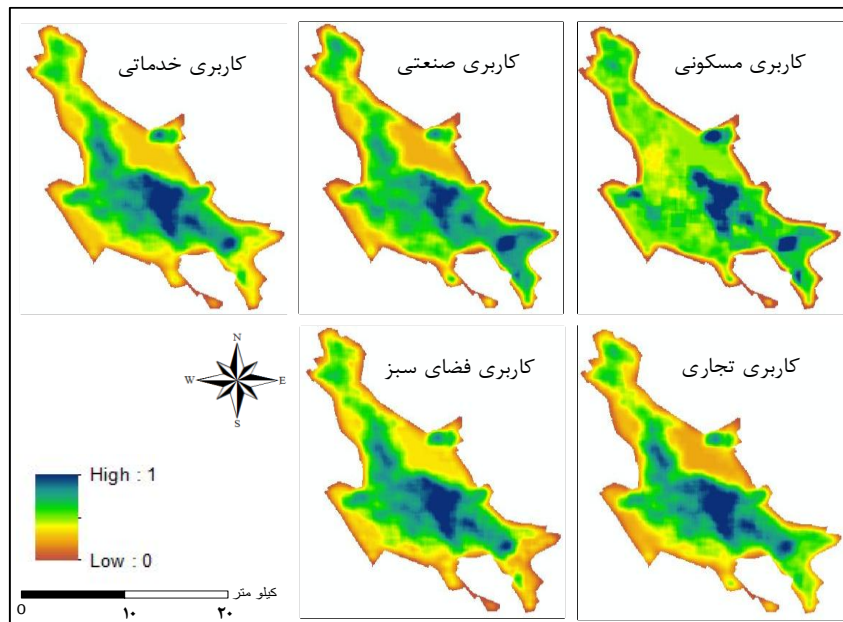 کاربری مسکونی
کاربری صنعتی
کاربری خدماتی
کاربری تجاری
کاربری فضای سبز
N
W E
S
High : 1
Low : 0
کیلو متر
0 ۱۰ ۲۰